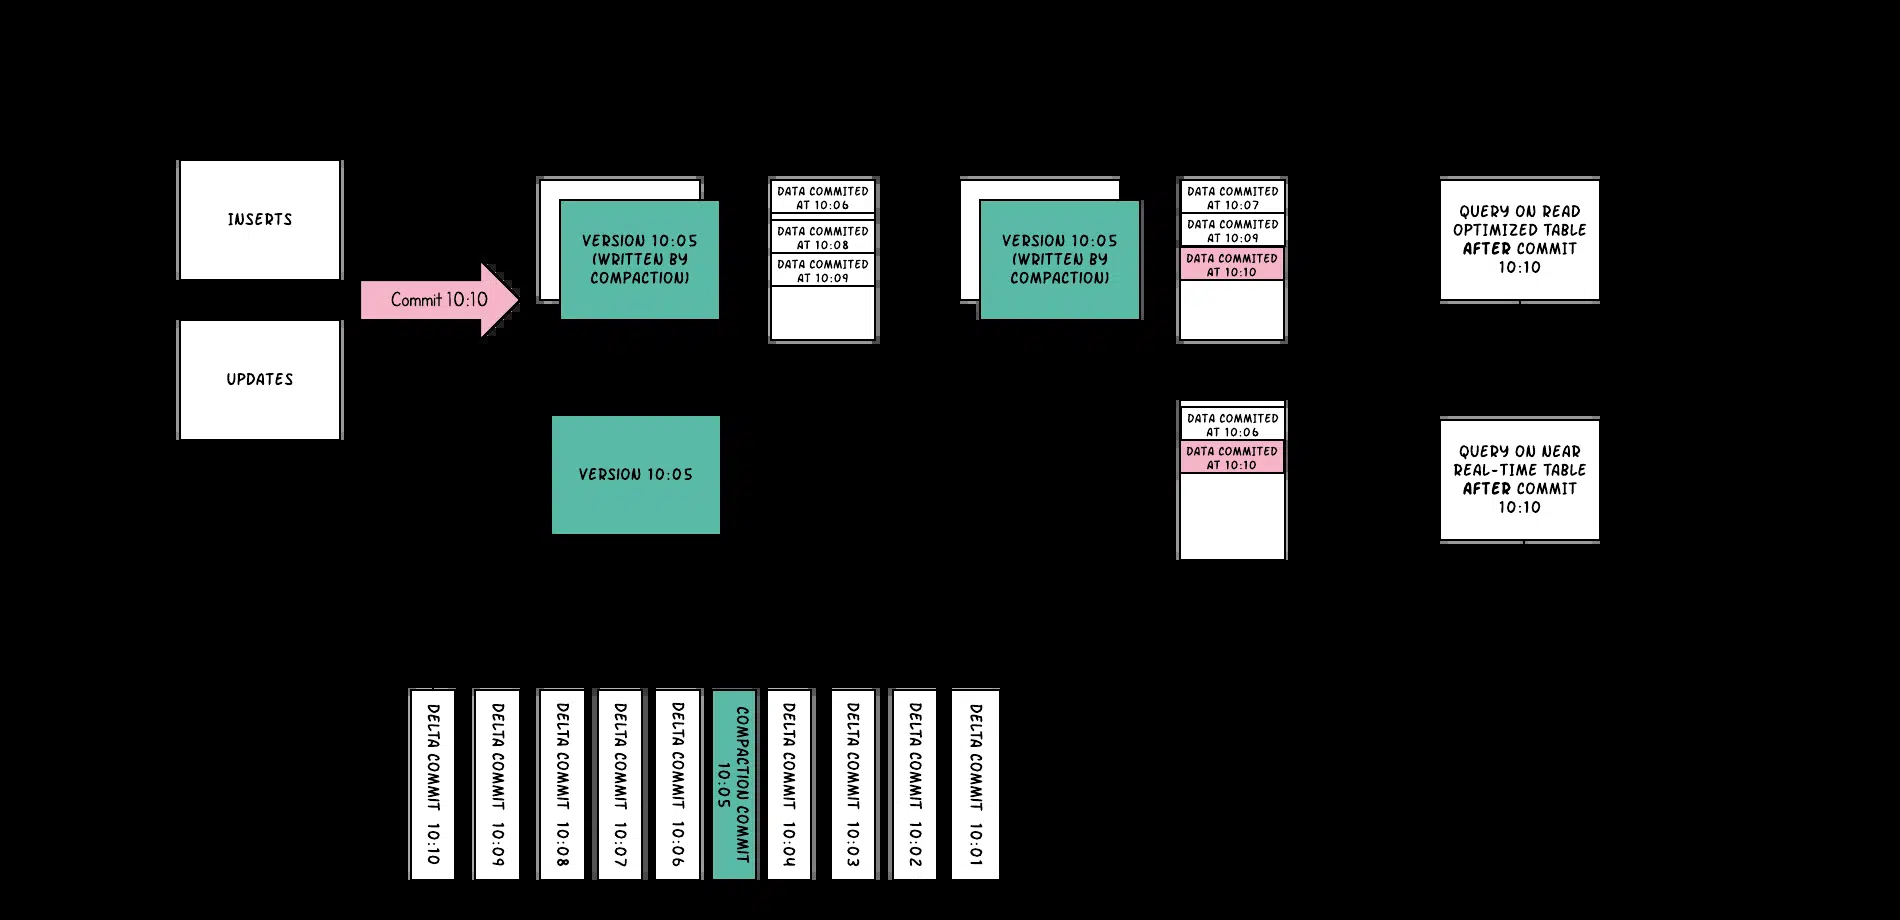 INSERTS
UPDATES
Commit 10:10
VERSION 10:05
(WRITTEN BY
COMPACTION)
DATA COMMITED
AT 10:06
DATA COMMITED
AT 10:08
DATA COMMITED
AT 10:09
VERSION 10:05
(WRITTEN BY
COMPACTION)
DATA COMMITED
AT 10:07
DATA COMMITED
AT 10:09
DATA COMMITED
AT 10:10
QUERY ON READ
OPTIMIZED TABLE
AFTER COMMIT
10:10
VERSION 10:05
DATA COMMITED
AT 10:06
DATA COMMITED
AT 10:10
QUERY ON NEAR
REAL-TIME TABLE
AFTER COMMIT
10:10
DELTA COMMIT 10:10
DELTA COMMIT 10:09
DELTA COMMIT 10:08
DELTA COMMIT 10:07
DELTA COMMIT 10:06
COMPACTION COMMIT
10:05
DELTA COMMIT 10:04
DELTA COMMIT 10:03
DELTA COMMIT 10:02
DELTA COMMIT 10:01